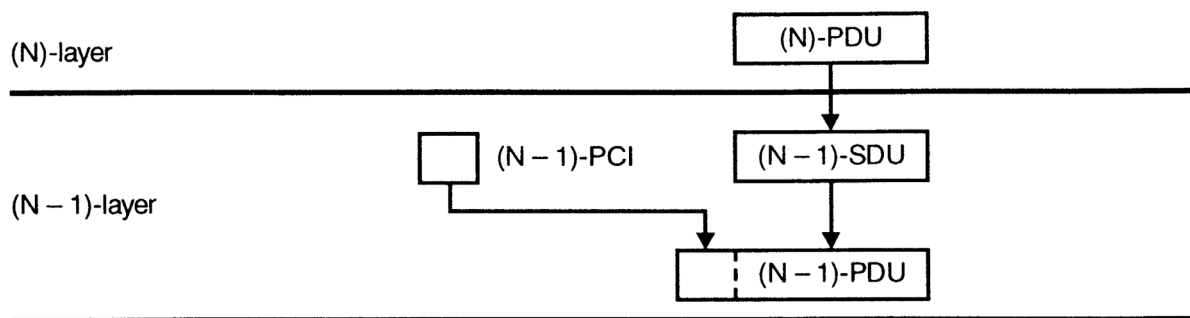 (N)-PDU
(N)-layer
(N – 1)-PCI
(N – 1)-SDU
(N – 1)-layer
(N – 1)-PDU